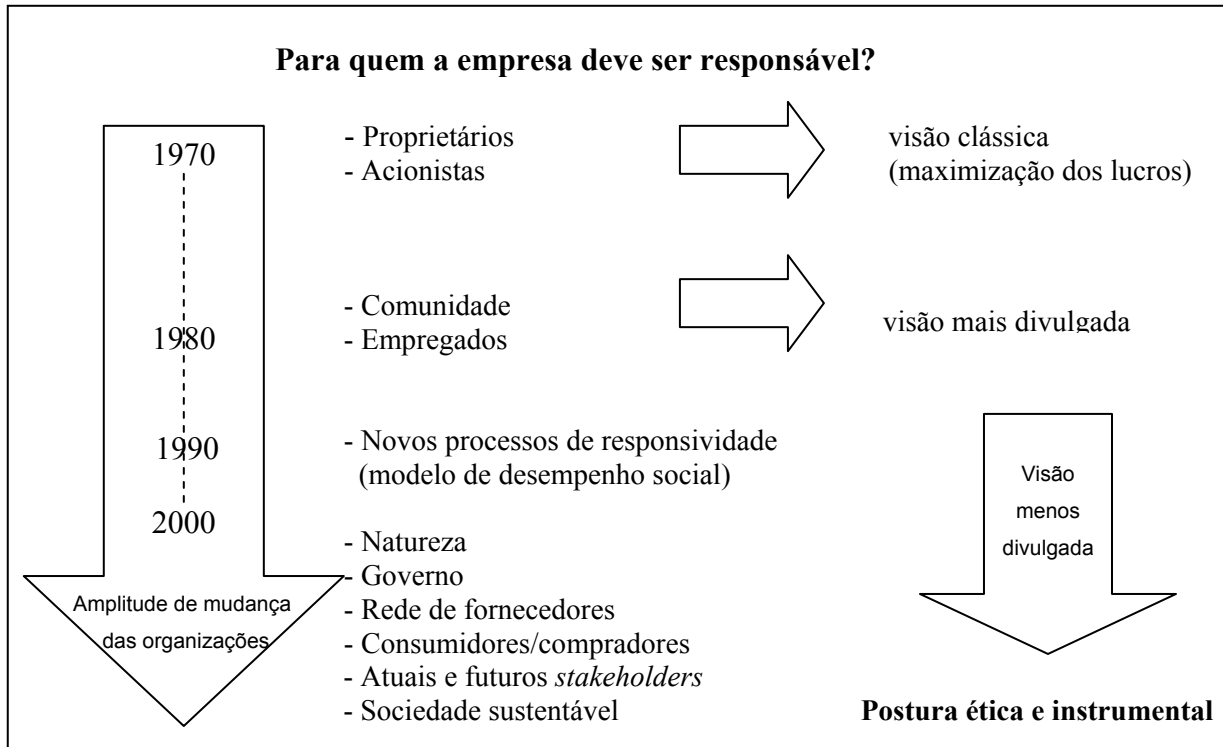 Para quem a empresa deve ser responsável?
1970
- Proprietários
- Acionistas
visão clássica
(maximização dos lucros)
1980
- Comunidade
- Empregados
visão mais divulgada
1990
- Novos processos de responsividade
(modelo de desempenho social)
2000
- Natureza
- Governo
- Rede de fornecedores
- Consumidores/compradores
- Atuais e futuros stakeholders
- Sociedade sustentável
Amplitude de mudança
das organizações
Visão
menos
divulgada
Postura ética e instrumental